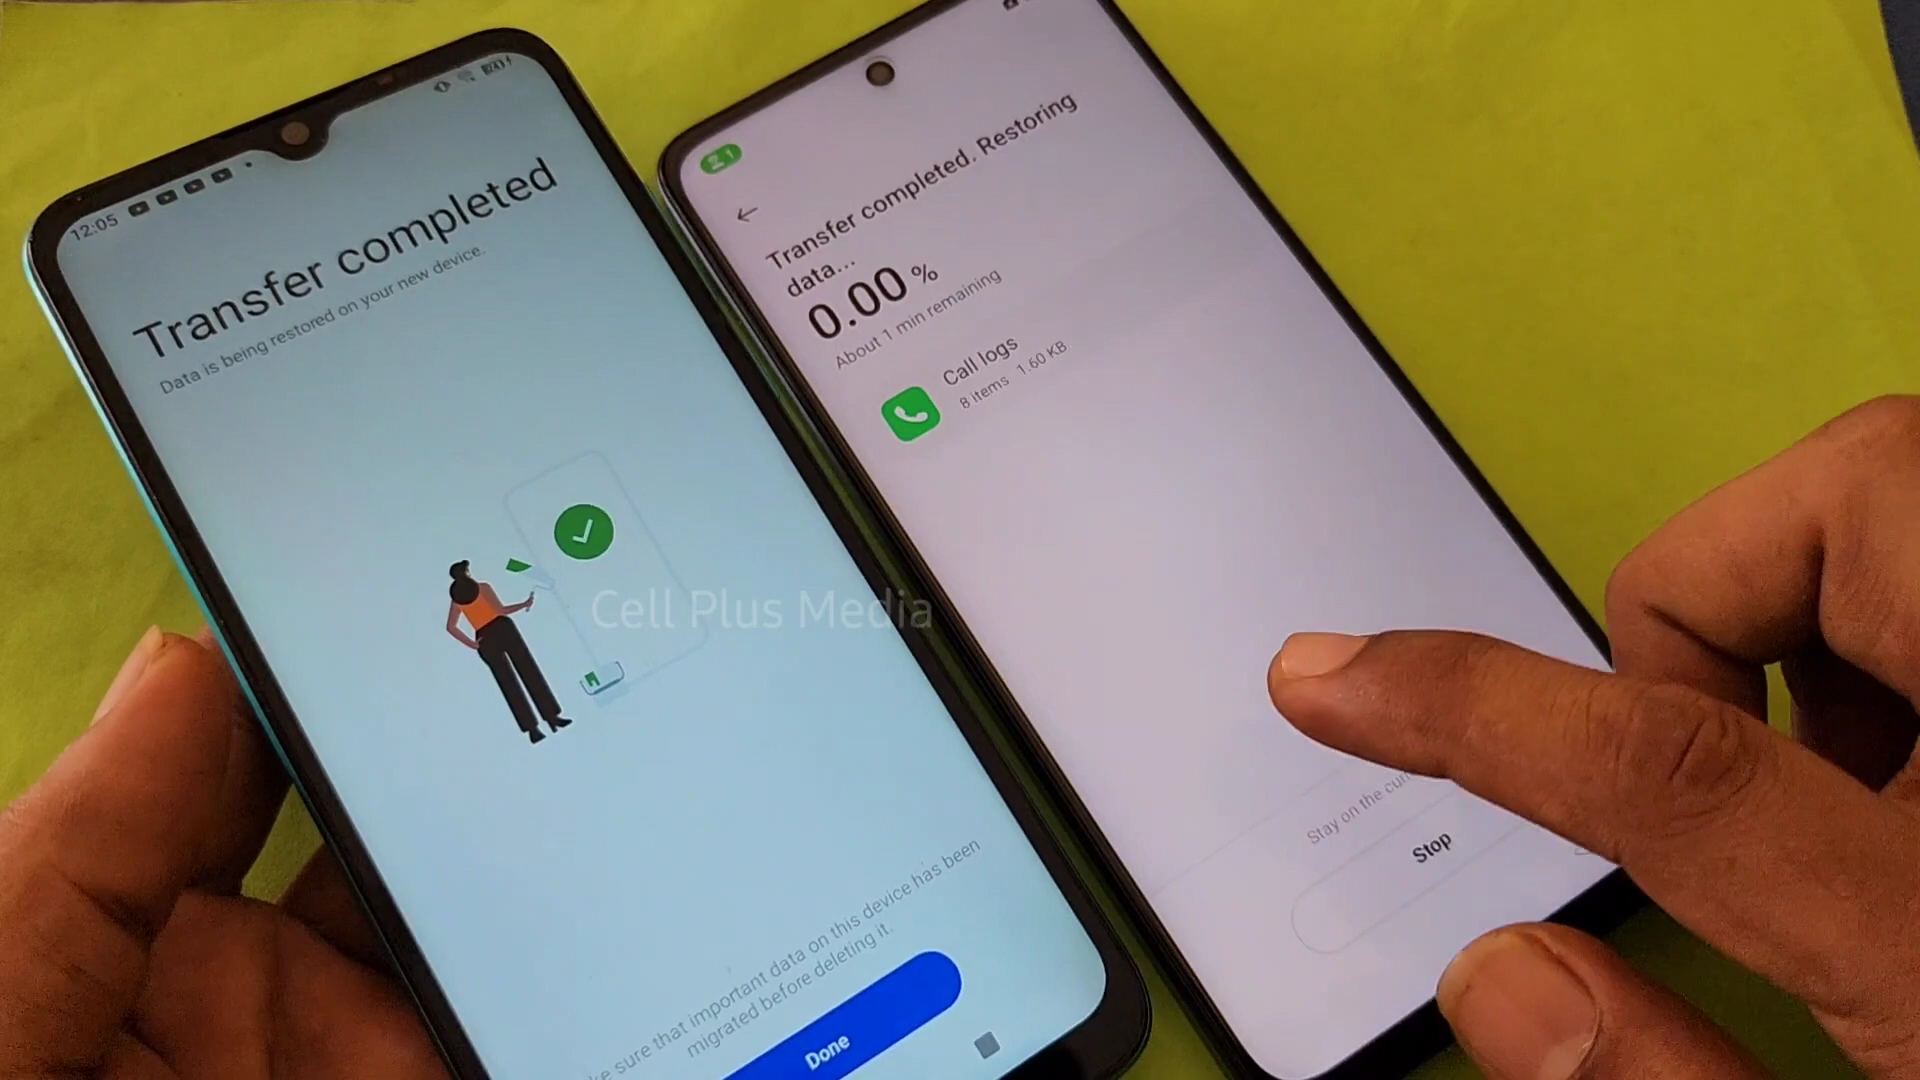 12:05
Transfer completed
Data is being restored on your new device.
ke sure that important data on this device has been
migrated before deleting it.
Done
1
Transfer completed. Restoring
data...
0.00 %
About 1 min remaining
Call logs
8 items 1.60 KB
Stay on the
Stop
Cell Plus Media